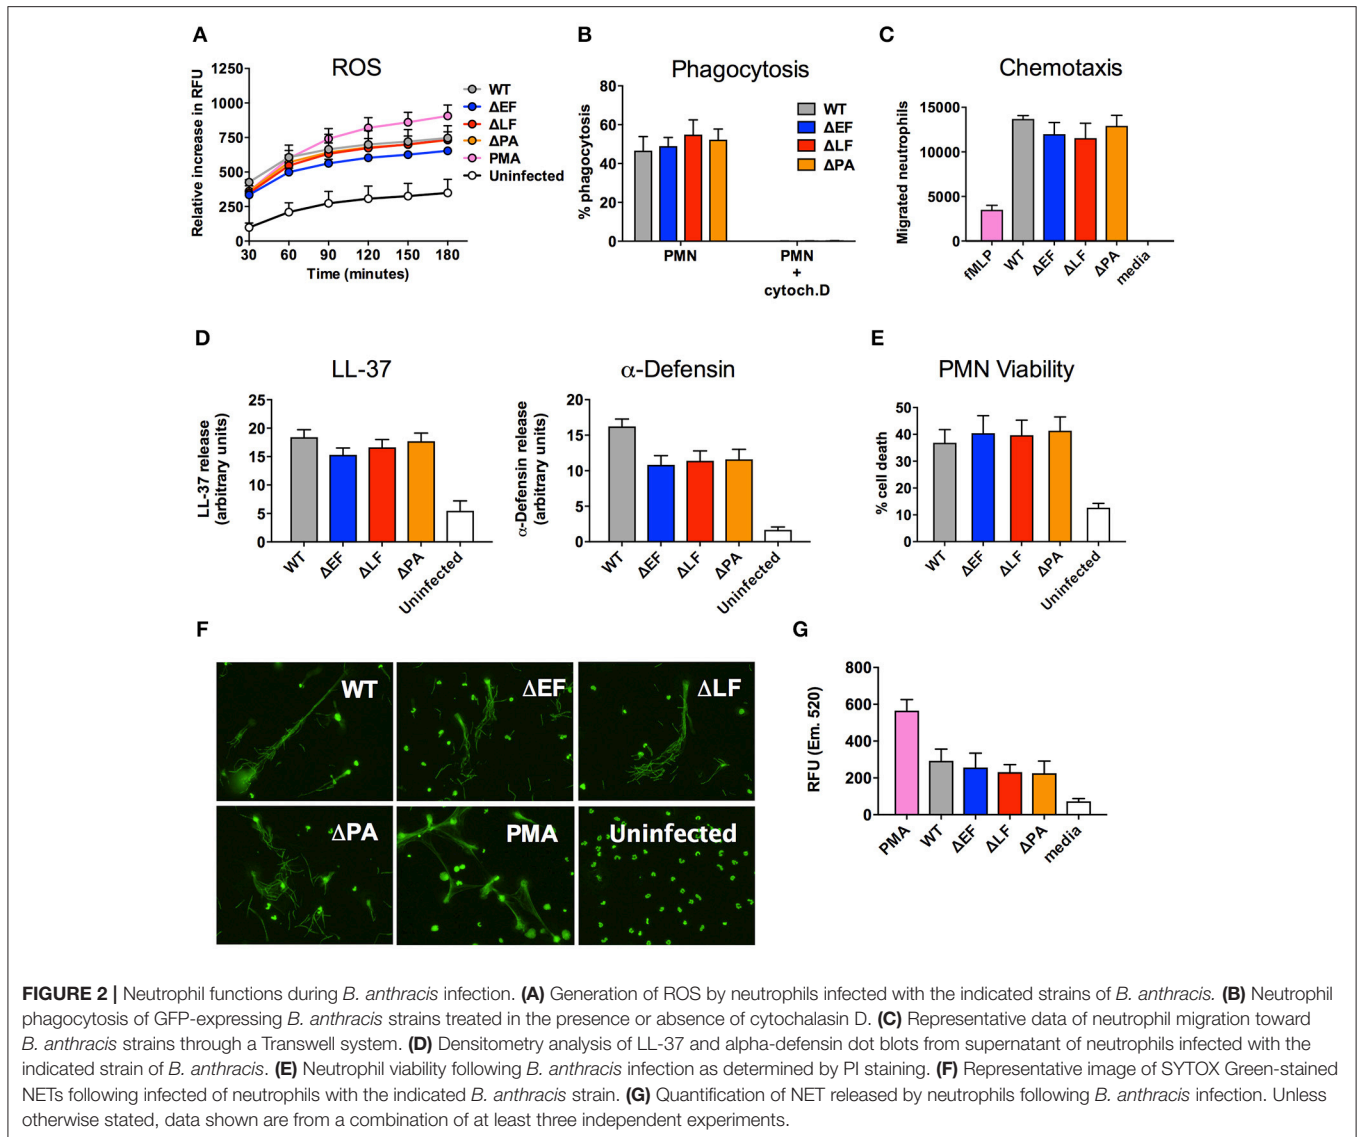 A
ROS
Relative increase in RFU
1250
1000
750
500
250
0
30 60 90 120 150 180
Time (minutes)
WT
ΔEF
ΔLF
ΔPA
PMA
Uninfected
B
Phagocytosis
% phagocytosis
80
60
40
20
0
PMN
PMN
+
cytoch.D
WT
ΔEF
ΔLF
ΔPA
C
Chemotaxis
Migrated neutrophils
15000
10000
5000
0
fMLP WT ΔEF ΔLF ΔPA media
D
LL-37
LL-37 release
(arbitrary units)
25
20
15
10
5
0
WT ΔEF ΔLF ΔPA Uninfected
α-Defensin
α-Defensin release
(arbitrary units)
20
15
10
5
0
WT ΔEF ΔLF ΔPA Uninfected
E
PMN Viability
% cell death
50
40
30
20
10
0
WT ΔEF ΔLF ΔPA Uninfected
F
WT
ΔEF
ΔLF
ΔPA
PMA
Uninfected
G
RFU (Em. 520)
800
600
400
200
0
PMA WT ΔEF ΔLF ΔPA media
FIGURE 2 | Neutrophil functions during B. anthracis infection. (A) Generation of ROS by neutrophils infected with the indicated strains of B. anthracis. (B) Neutrophil
phagocytosis of GFP-expressing B. anthracis strains treated in the presence or absence of cytochalasin D. (C) Representative data of neutrophil migration toward
B. anthracis strains through a Transwell system. (D) Densitometry analysis of LL-37 and alpha-defensin dot blots from supernatant of neutrophils infected with the
indicated strain of B. anthracis. (E) Neutrophil viability following B. anthracis infection as determined by PI staining. (F) Representative image of SYTOX Green-stained
NETs following infected of neutrophils with the indicated B. anthracis strain. (G) Quantification of NET released by neutrophils following B. anthracis infection. Unless
otherwise stated, data shown are from a combination of at least three independent experiments.